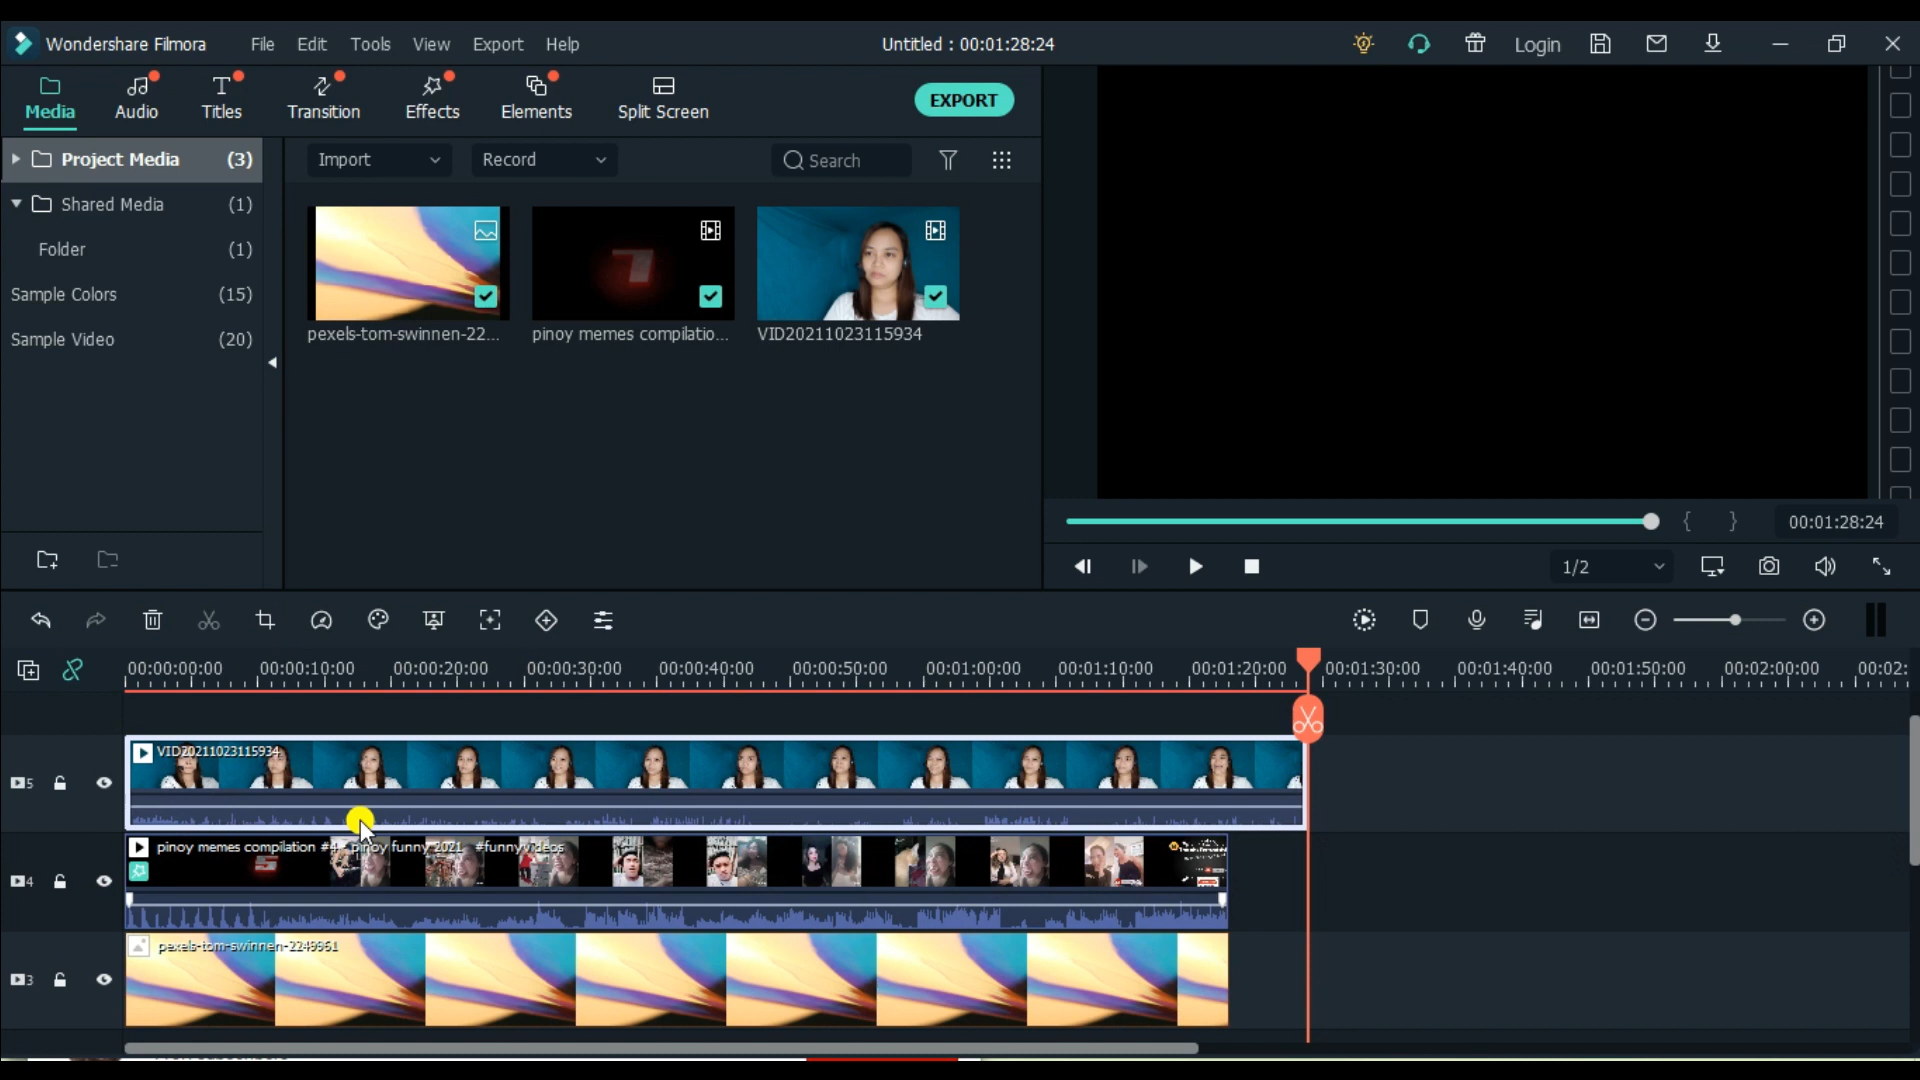 Wondershare Filmora File Edit Tools View Export Help Untitled : 00:01:28:24 Login
Media Audio Titles Transition Effects Elements Split Screen EXPORT
Project Media (3)
Import Record Search
Shared Media (1)
Folder (1)
Sample Colors (15)
Sample Video (20)
pexels-tom-swinnen-22... pinoy memes compilatio... VID20211023115934
{ } 00:01:28:24
1/2
00:00:00:00 00:00:10:00 00:00:20:00 00:00:30:00 00:00:40:00 00:00:50:00 00:01:00:00 00:01:10:00 00:01:20:00 00:01:30:00 00:01:40:00 00:01:50:00 00:02:00:00 00:02:
VID20211023115934
5
pinoy memes compilation #4 - pinoy funny 2021 #funnyvideos
4
pexels-tom-swinnen-2249961
3